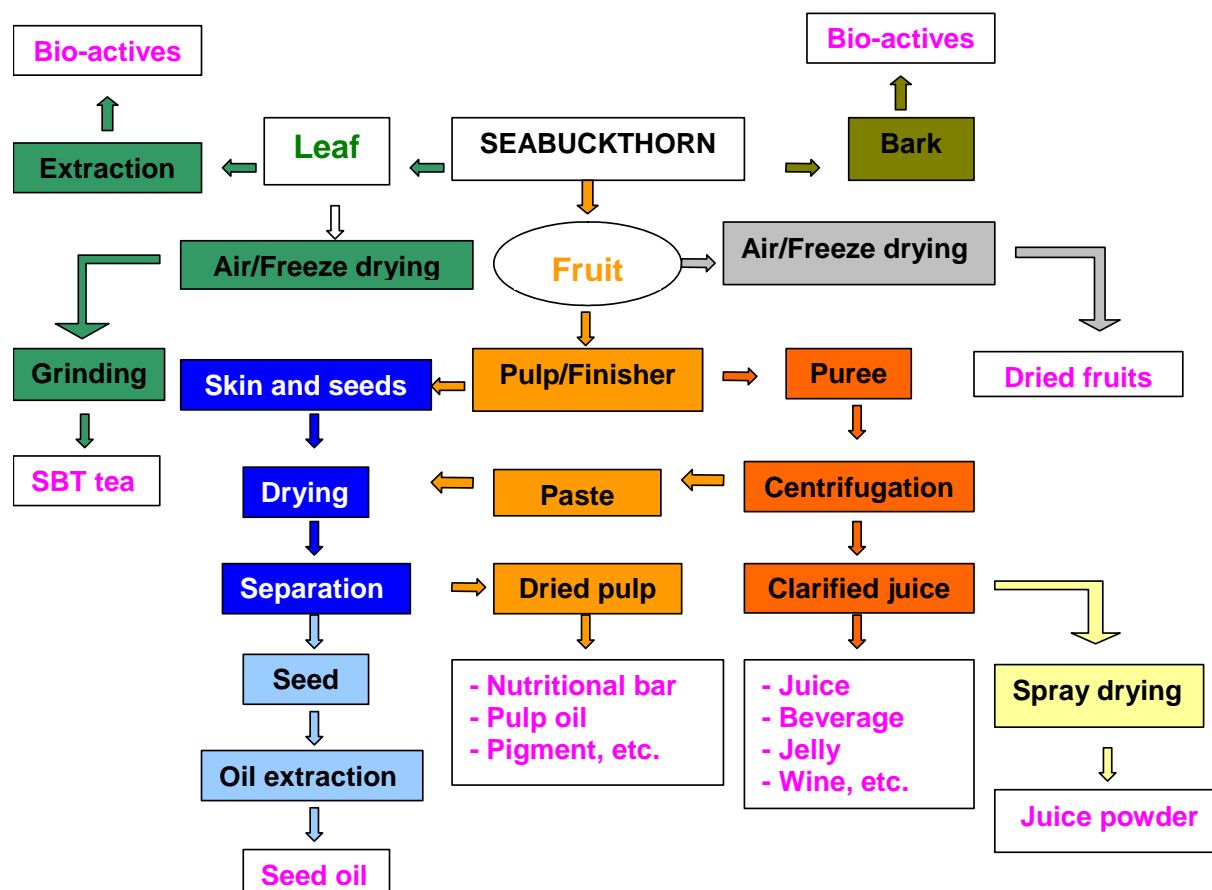 Bio-actives
Bio-actives
Extraction
Leaf
SEABUCKTHORN
Bark
Air/Freeze drying
Fruit
Air/Freeze drying
Grinding
Skin and seeds
Pulp/Finisher
Puree
Dried fruits
SBT tea
Drying
Paste
Centrifugation
Separation
Dried pulp
Clarified juice
Seed
- Nutritional bar
- Pulp oil
- Pigment, etc.
- Juice
- Beverage
- Jelly
- Wine, etc.
Spray drying
Oil extraction
Juice powder
Seed oil